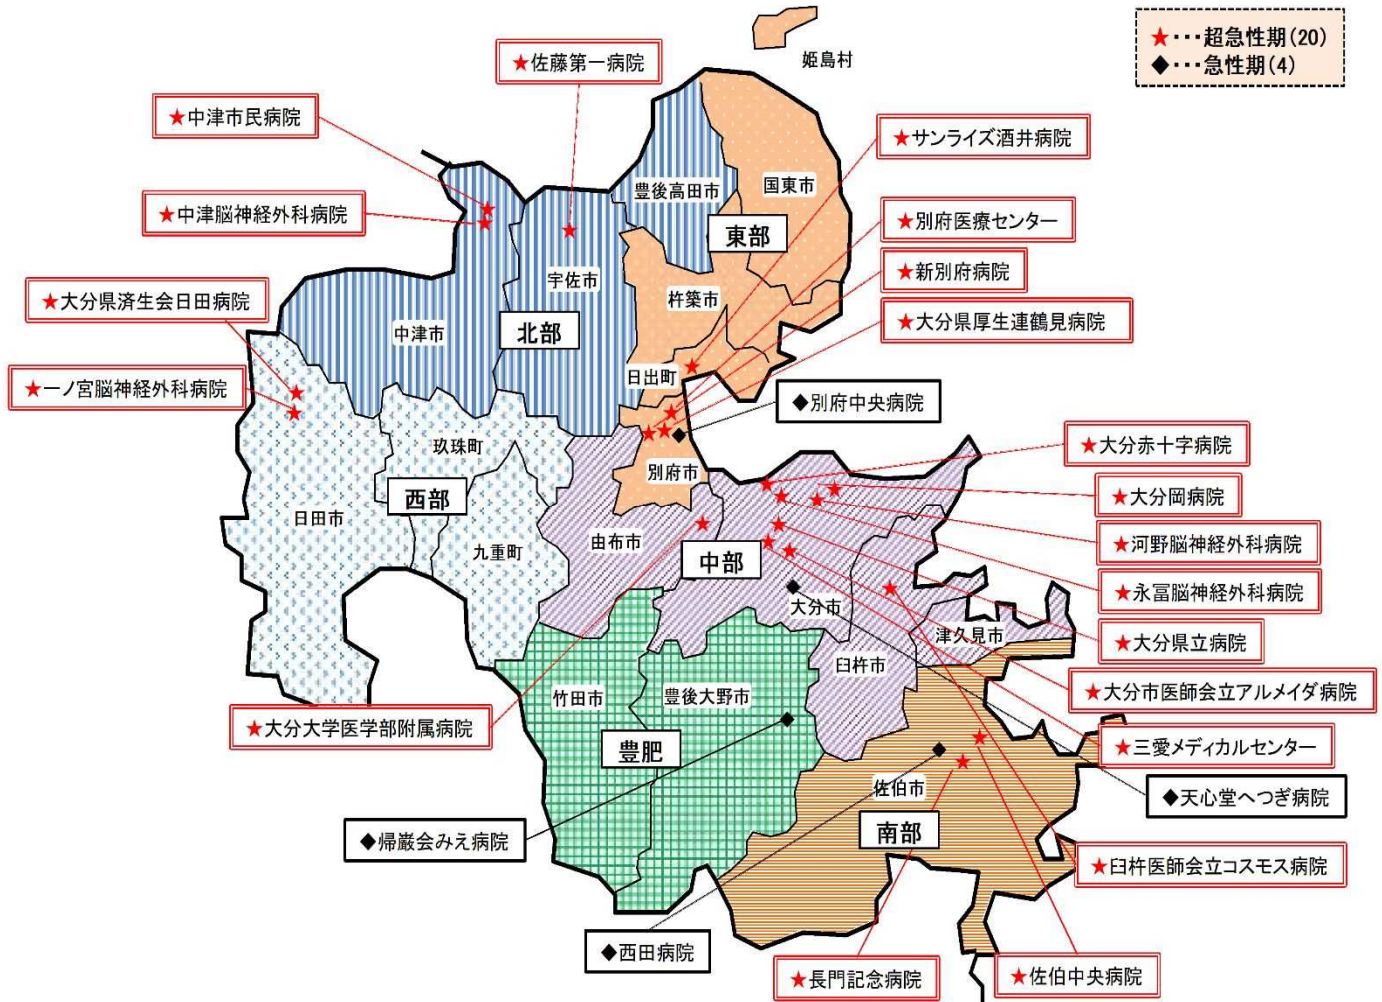 ★･･･超急性期(20)
◆･･･急性期(4)
姫島村
★佐藤第一病院
★中津市民病院
★サンライズ酒井病院
★中津脳神経外科病院
豊後高田市
国東市
東部
★別府医療センター
★新別府病院
宇佐市
杵築市
★大分県済生会日田病院
中津市
北部
★大分県厚生連鶴見病院
★一ノ宮脳神経外科病院
日出町
◆別府中央病院
玖珠町
別府市
★大分赤十字病院
西部
★大分岡病院
日田市
九重町
由布市
中部
★河野脳神経外科病院
大分市
★永冨脳神経外科病院
津久見市
★大分県立病院
臼杵市
竹田市
豊後大野市
★大分市医師会立アルメイダ病院
★大分大学医学部附属病院
豊肥
★三愛メディカルセンター
佐伯市
◆天心堂へつぎ病院
南部
◆帰巖会みえ病院
★臼杵医師会立コスモス病院
◆西田病院
★長門記念病院
★佐伯中央病院